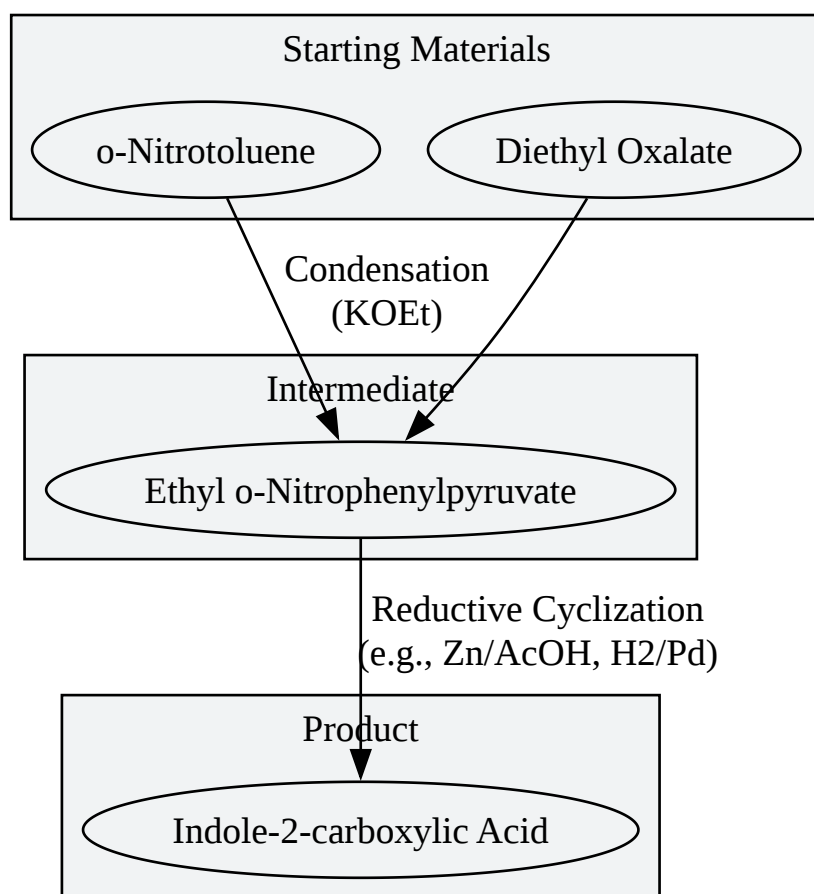 Starting Materials
o-Nitrotoluene
Diethyl Oxalate
Condensation
(KOEt)
Intermediate
Ethyl o-Nitrophenylpyruvate
Reductive Cyclization
(e.g., Zn/AcOH, H2/Pd)
Product
Indole-2-carboxylic Acid